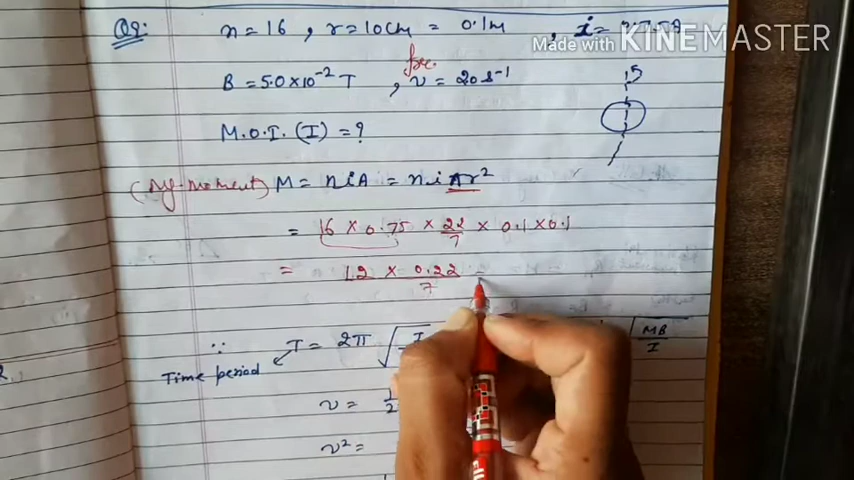 Q8: n = 16 , r = 10cm = 0.1m , i = 0.75A
Made with KINEMASTER
B = 5.0 × 10⁻² T , fre. ν = 20 s⁻¹
M.O.I. (I) = ?
(Mg. moment) M = niA = niπr²
= 16 × 0.75 × 22/7 × 0.1 × 0.1
= 12 × 0.22/7 =
∴ T = 2π √ I MB/I
Time period
ν = 1/2
ν² =